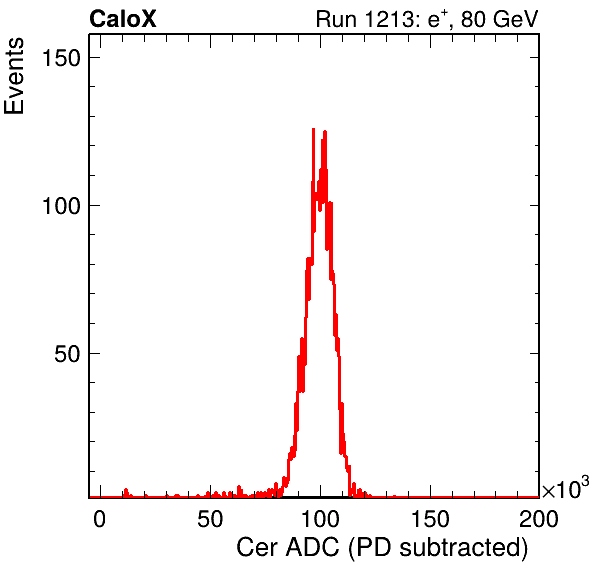 CaloX Run 1213: e⁺, 80 GeV
Events
150
100
50
0 50 100 150 200
×10³
Cer ADC (PD subtracted)